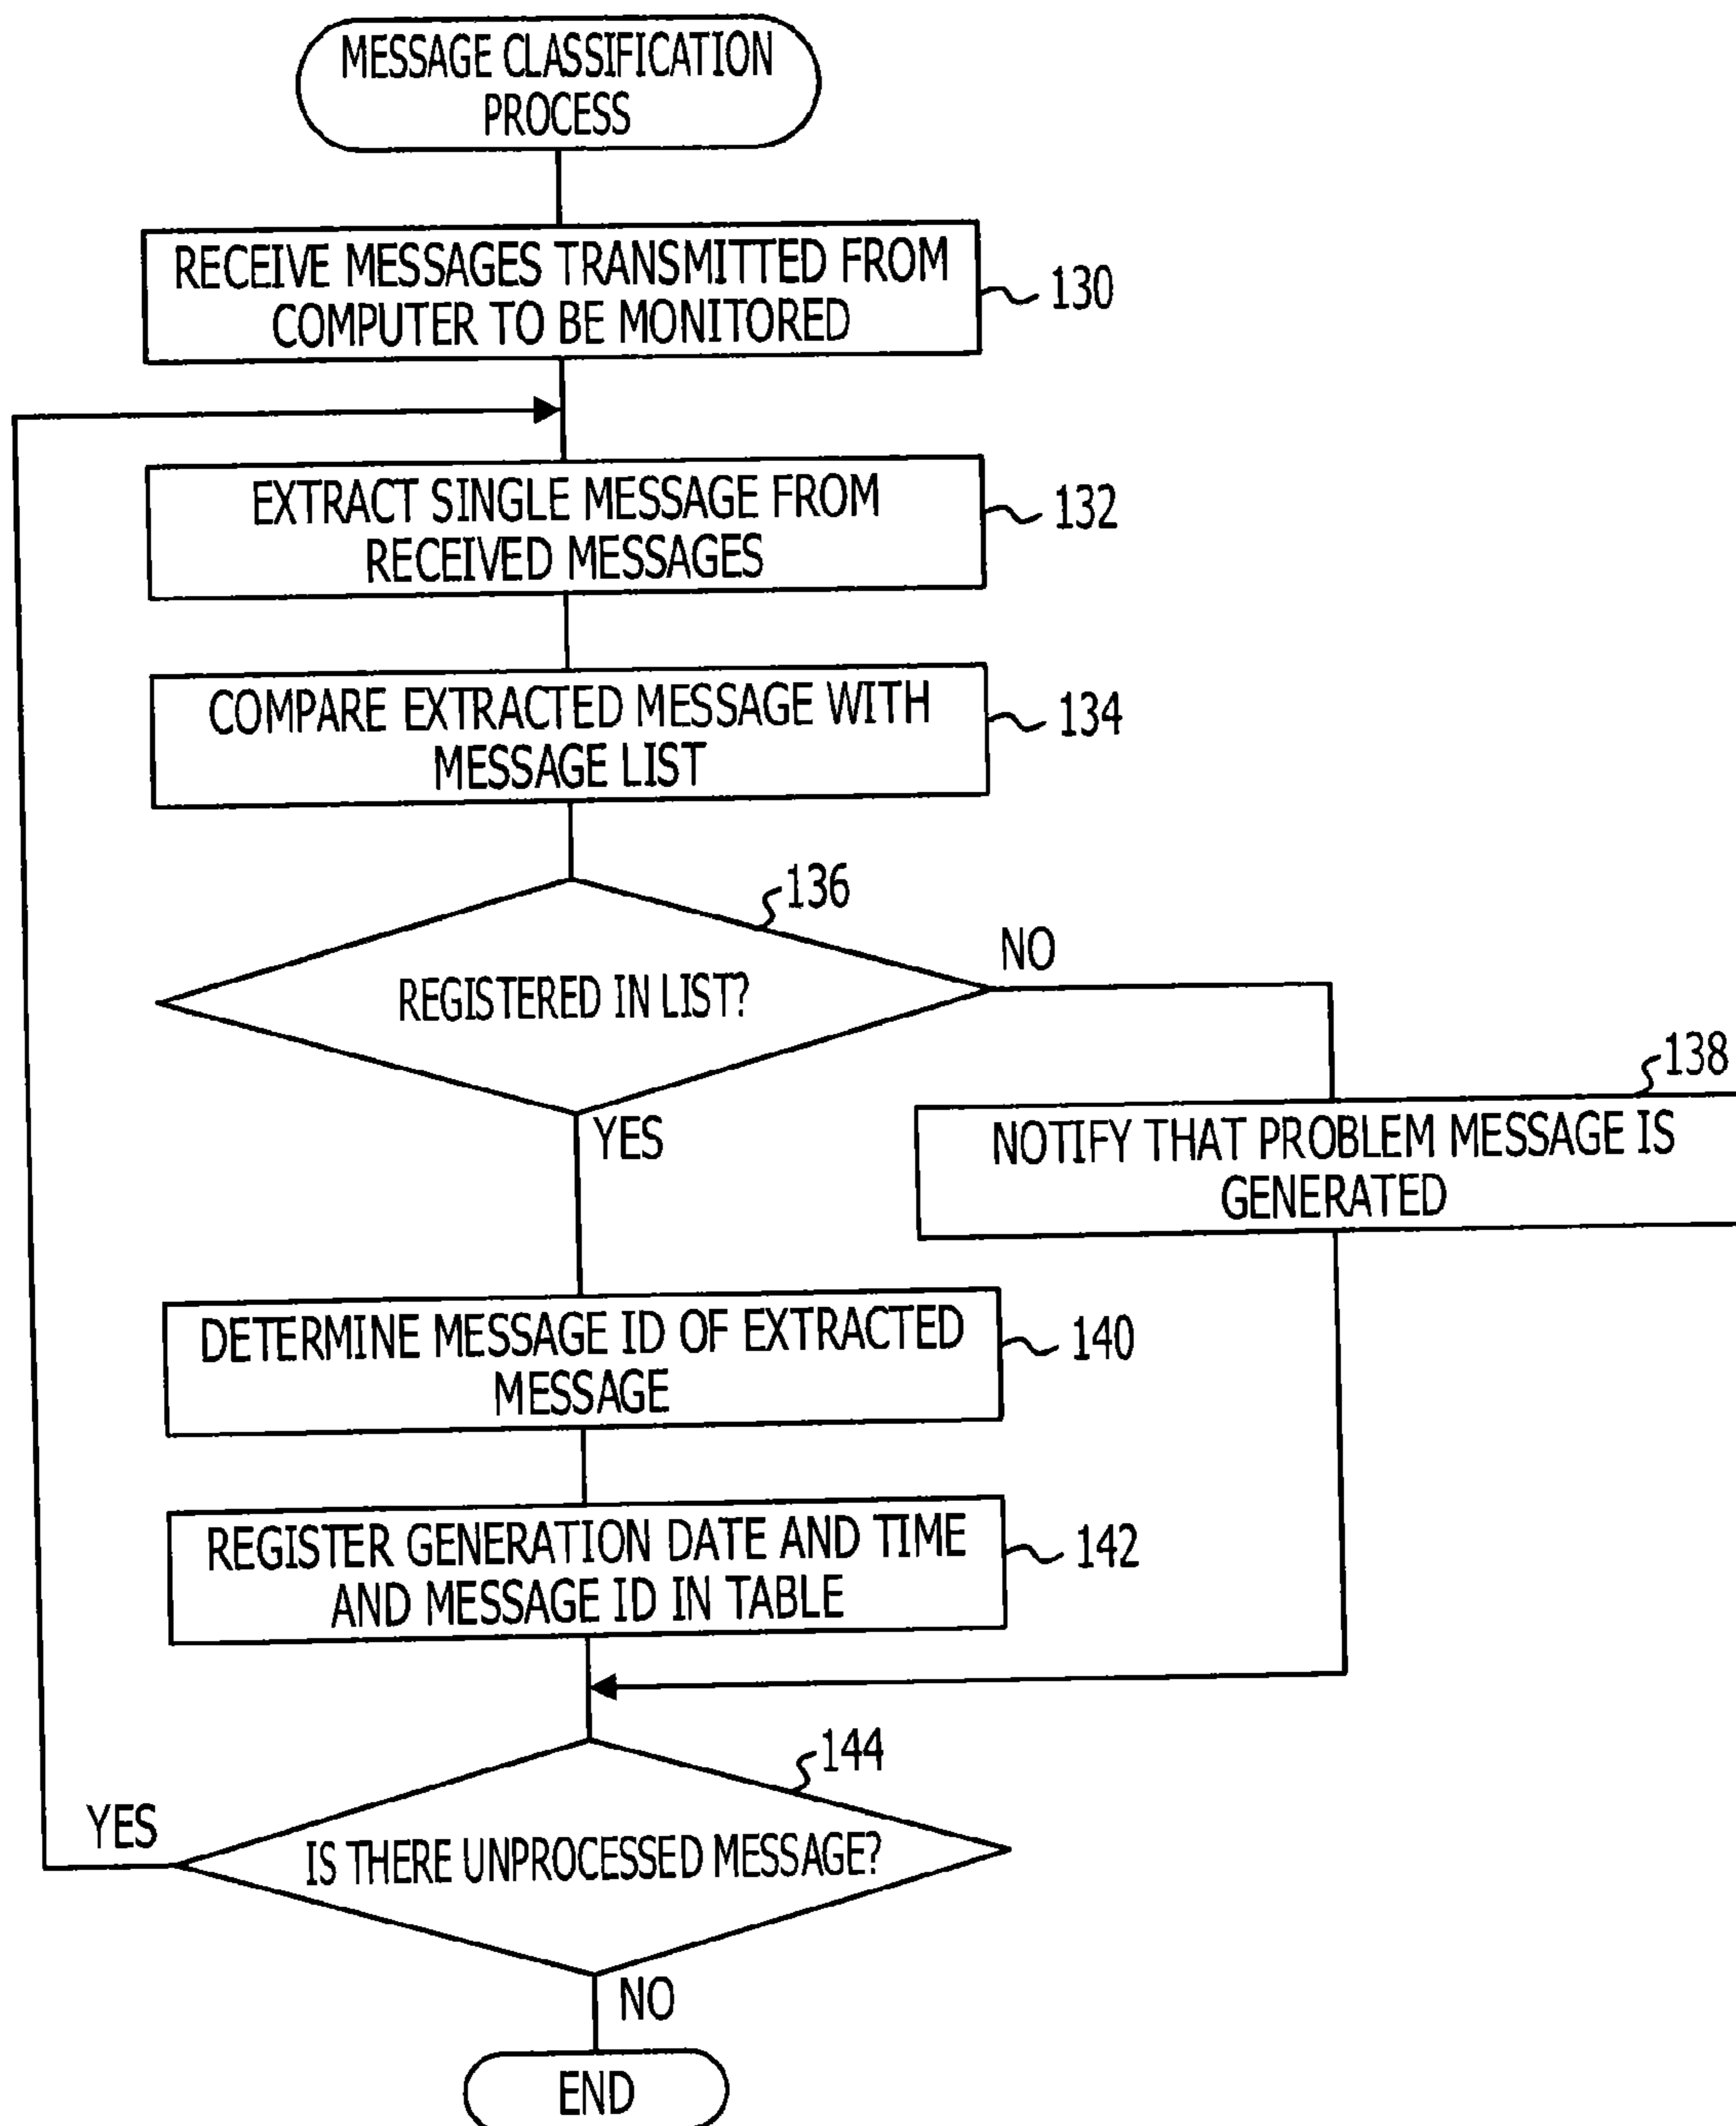 MESSAGE CLASSIFICATION
PROCESS
RECEIVE MESSAGES TRANSMITTED FROM
COMPUTER TO BE MONITORED
130
EXTRACT SINGLE MESSAGE FROM
RECEIVED MESSAGES
132
COMPARE EXTRACTED MESSAGE WITH
MESSAGE LIST
134
136
REGISTERED IN LIST?
NO
YES
138
NOTIFY THAT PROBLEM MESSAGE IS
GENERATED
DETERMINE MESSAGE ID OF EXTRACTED
MESSAGE
140
REGISTER GENERATION DATE AND TIME
AND MESSAGE ID IN TABLE
142
144
YES
IS THERE UNPROCESSED MESSAGE?
NO
END